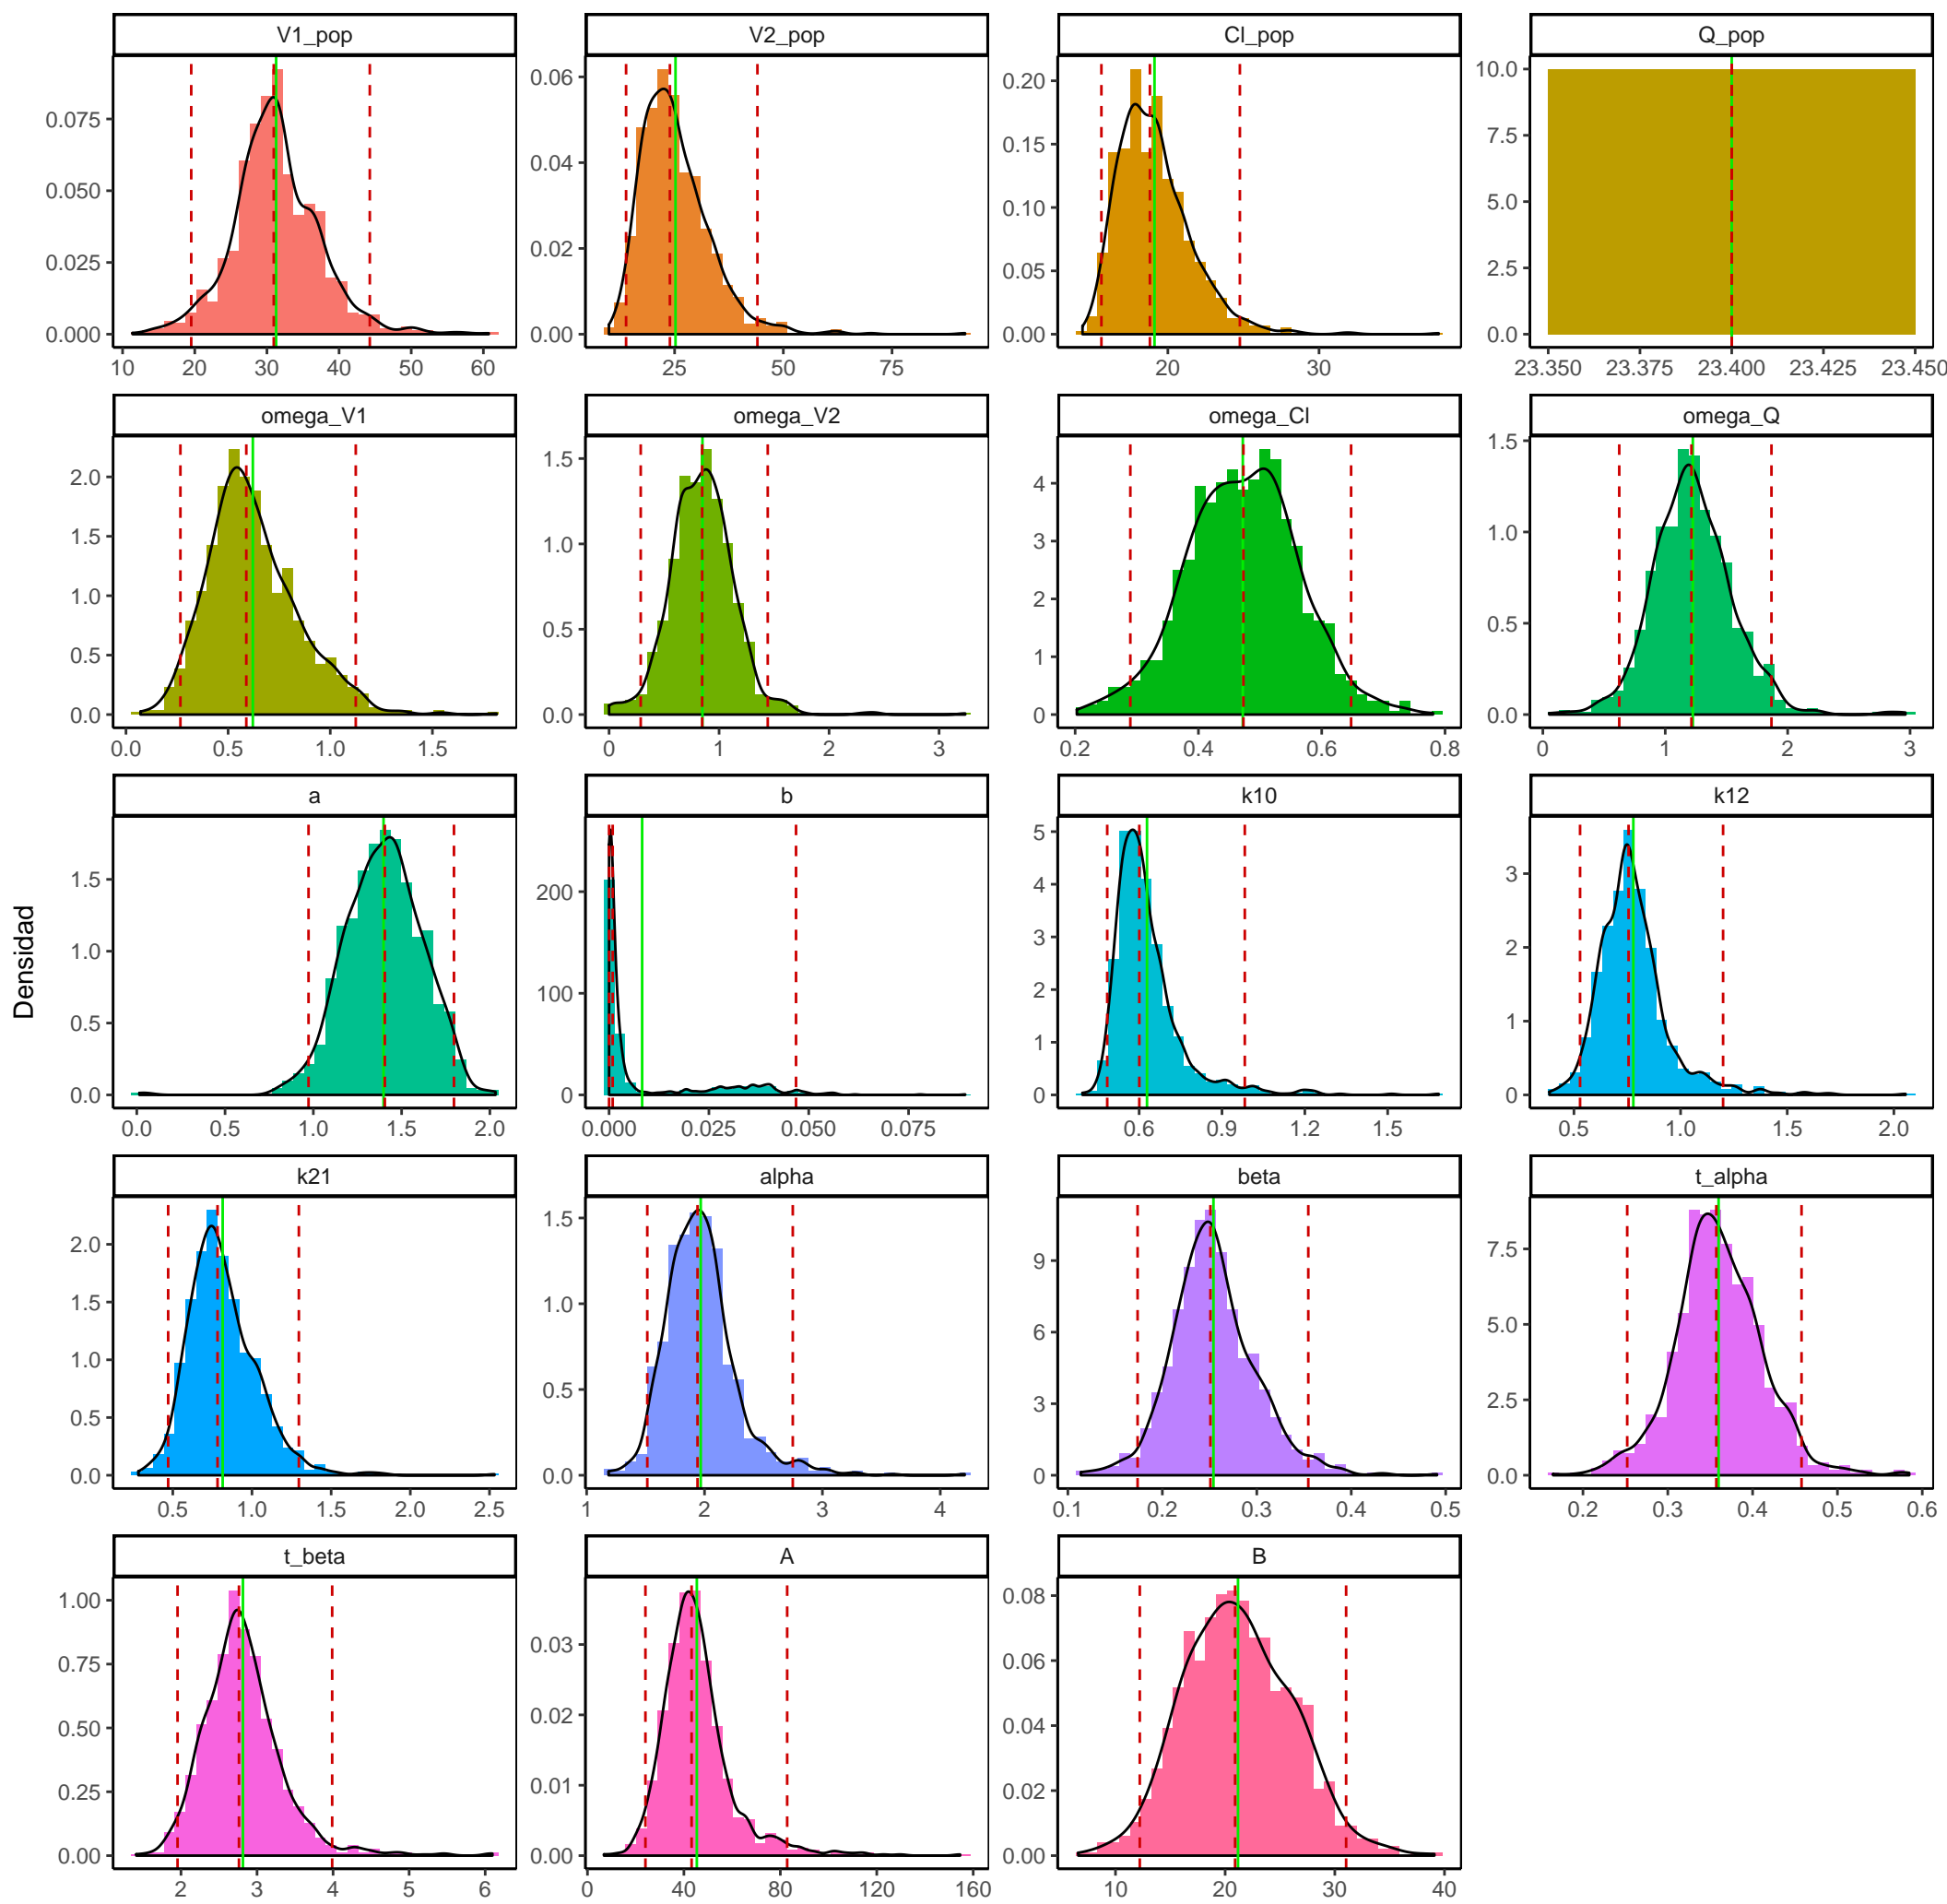 V1_pop V2_pop Cl_pop Q_pop
0.075 0.050 0.025 0.000
10 20 30 40 50 60
0.06 0.04 0.02 0.00
25 50 75
0.20 0.15 0.10 0.05 0.00
20 30
10.0 7.5 5.0 2.5 0.0
23.350 23.375 23.400 23.425 23.450
omega_V1 omega_V2 omega_Cl omega_Q
2.0 1.5 1.0 0.5 0.0
0.0 0.5 1.0 1.5
1.5 1.0 0.5 0.0
0 1 2 3
4 3 2 1 0
0.2 0.4 0.6 0.8
1.5 1.0 0.5 0.0
0 1 2 3
Densidad
a b k10 k12
1.5 1.0 0.5 0.0
0.0 0.5 1.0 1.5 2.0
200 100 0
0.000 0.025 0.050 0.075
5 4 3 2 1 0
0.6 0.9 1.2 1.5
3 2 1 0
0.5 1.0 1.5 2.0
k21 alpha beta t_alpha
2.0 1.5 1.0 0.5 0.0
0.5 1.0 1.5 2.0 2.5
1.5 1.0 0.5 0.0
1 2 3 4
9 6 3 0
0.1 0.2 0.3 0.4 0.5
7.5 5.0 2.5 0.0
0.2 0.3 0.4 0.5 0.6
t_beta A B
1.00 0.75 0.50 0.25 0.00
2 3 4 5 6
0.03 0.02 0.01 0.00
0 40 80 120 160
0.08 0.06 0.04 0.02 0.00
10 20 30 40